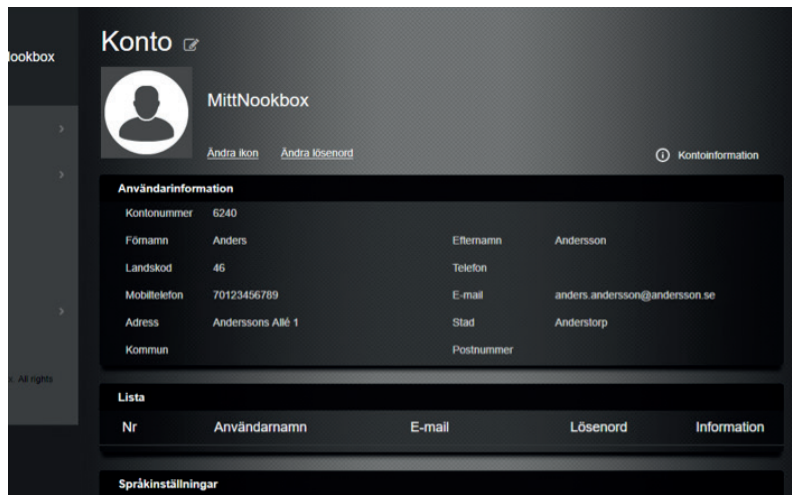 Konto
lookbox
MittNookbox
Ändra ikon Ändra lösenord
Kontoinformation
Användarinformation
Kontonummer 6240
Förnamn Anders Efternamn Andersson
Landskod 46 Telefon
Mobiltelefon 70123456789 E-mail anders.andersson@andersson.se
Adress Anderssons Allé 1 Stad Anderstorp
Kommun Postnummer
. All rights
Lista
Nr Användarnamn E-mail Lösenord Information
Språkinställningar